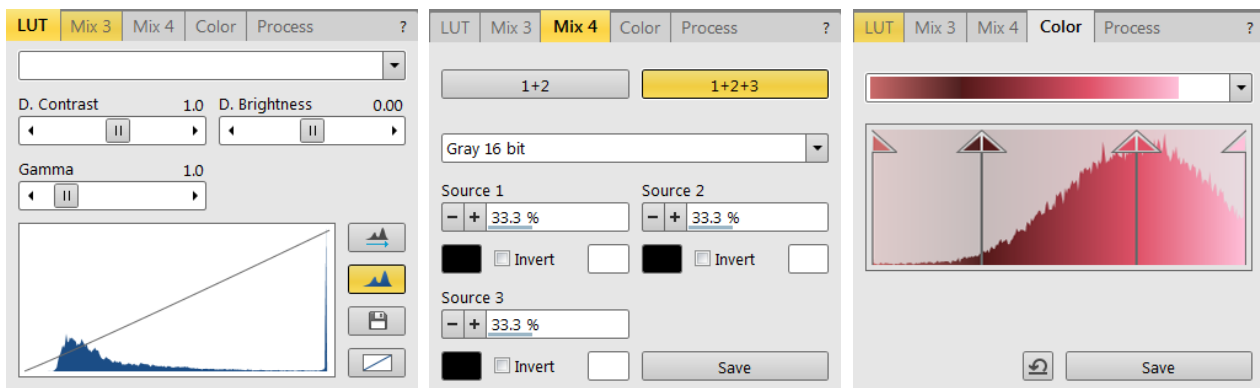 LUT Mix 3 Mix 4 Color Process ?
D. Contrast 1.0 D. Brightness 0.00
Gamma 1.0
LUT Mix 3 Mix 4 Color Process ?
1+2 1+2+3
Gray 16 bit
Source 1 Source 2
− + 33.3 % − + 33.3 %
Invert Invert
Source 3
− + 33.3 %
Invert Save
LUT Mix 3 Mix 4 Color Process ?
Save